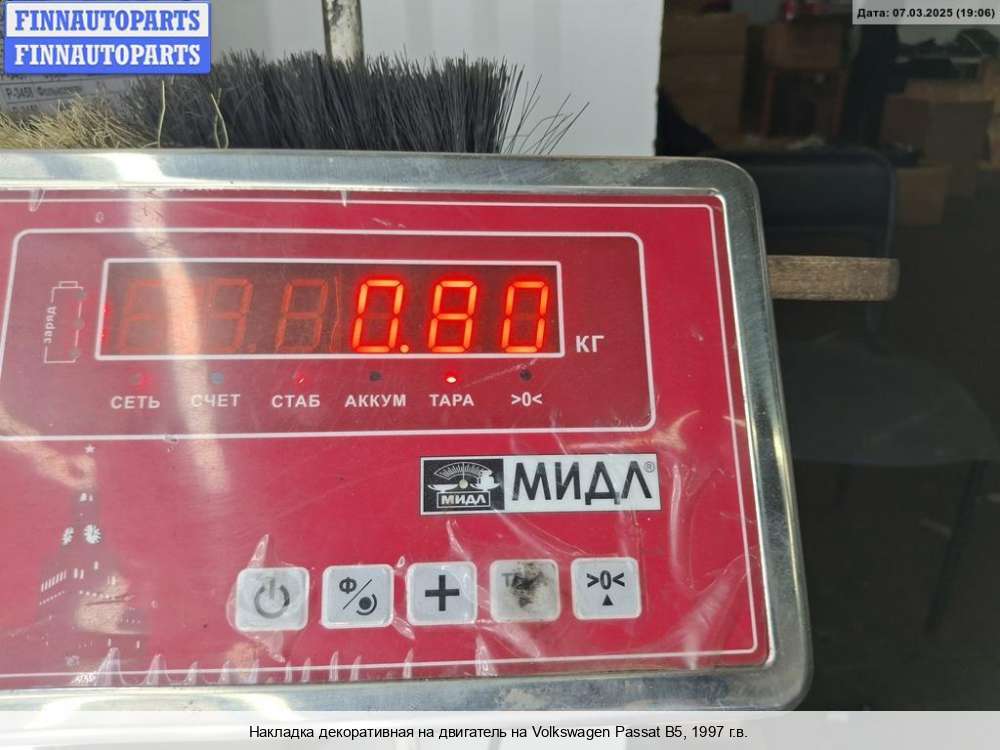 FINNAUTOPARTS
FINNAUTOPARTS
Дата: 07.03.2025 (19:06)
заряд
0.80
КГ
СЕТЬ СЧЕТ СТАБ АККУМ ТАРА >0<
МИДЛ МИДЛ®
Ф >0<
Накладка декоративная на двигатель на Volkswagen Passat B5, 1997 г.в.